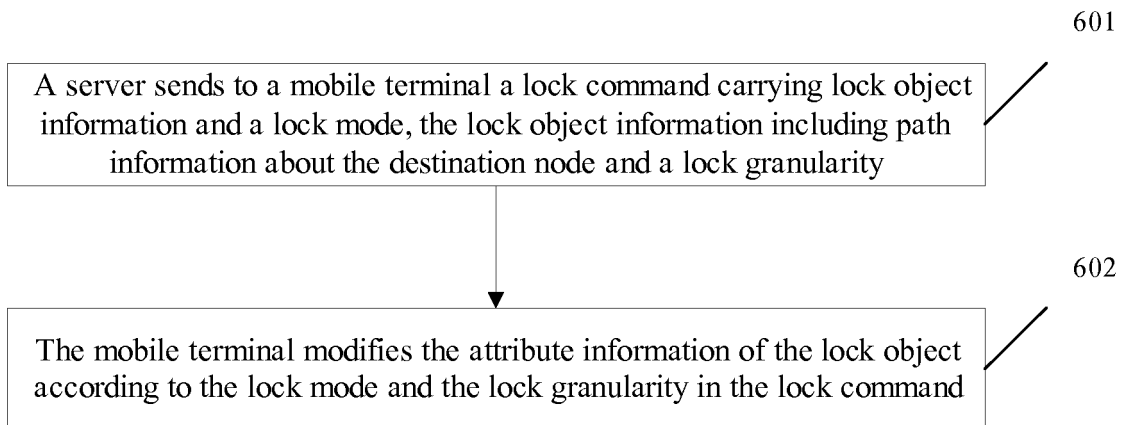 601
A server sends to a mobile terminal a lock command carrying lock object
information and a lock mode, the lock object information including path
information about the destination node and a lock granularity
602
The mobile terminal modifies the attribute information of the lock object
according to the lock mode and the lock granularity in the lock command